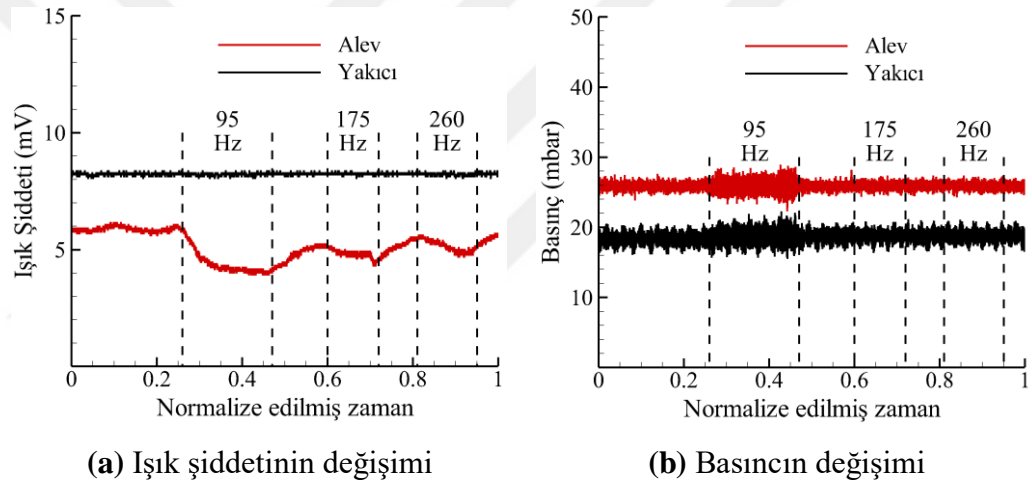 15
10
5
Işık Şiddeti (mV)
Alev
Yakıcı
95
Hz
175
Hz
260
Hz
0
0.2
0.4
0.6
0.8
1
Normalize edilmiş zaman
(a) Işık şiddetinin değişimi
50
40
30
20
10
Basınç (mbar)
Alev
Yakıcı
95
Hz
175
Hz
260
Hz
0
0.2
0.4
0.6
0.8
1
Normalize edilmiş zaman
(b) Basıncın değişimi